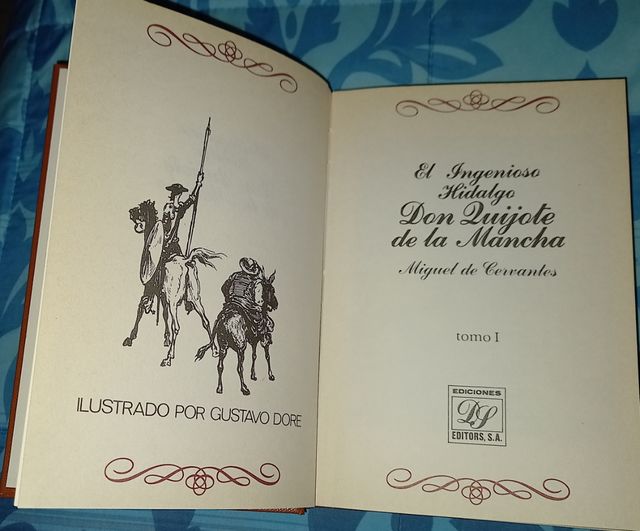 ILUSTRADO POR GUSTAVO DORE
El Ingenioso
Hidalgo
Don Quijote
de la Mancha
Miguel de Cervantes
tomo I
EDICIONES
DS
EDITORS, S.A.